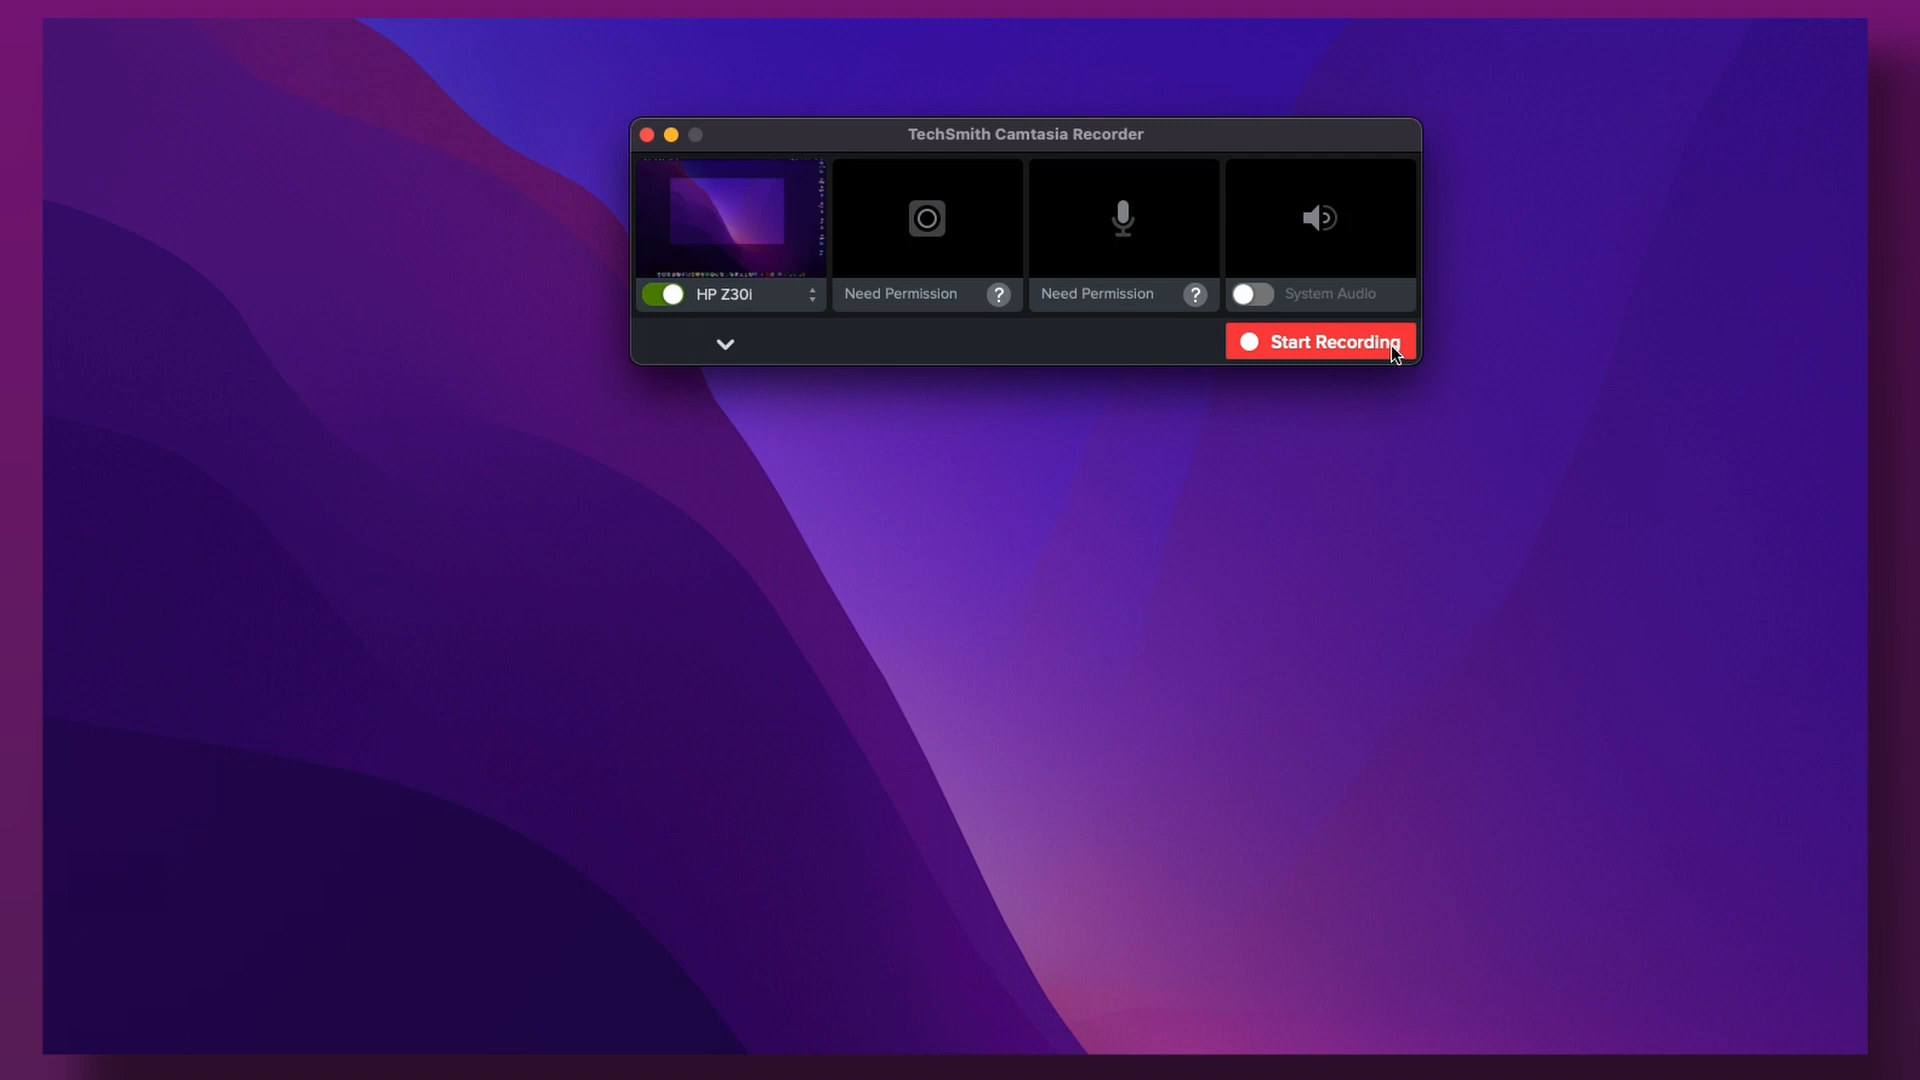 TechSmith Camtasia Recorder
HP Z30i
Need Permission ?
Need Permission ?
System Audio
Start Recording